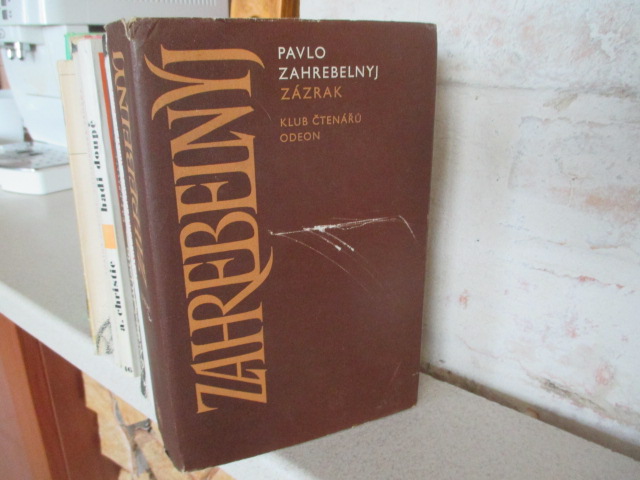 PAVLO
ZAHREBELNYJ
ZÁZRAK
KLUB ČTENÁŘŮ
ODEON
ZAHREBELNYJ
ZAHREBELNYJ
a. christie
hadí doupě